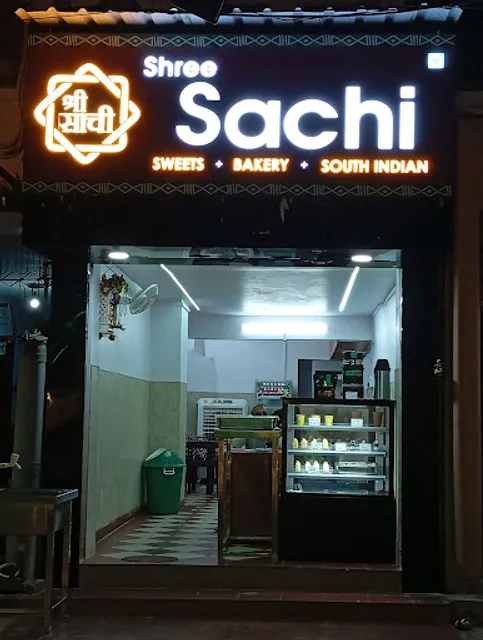 श्री
साची
Shree
Sachi
SWEETS + BAKERY + SOUTH INDIAN